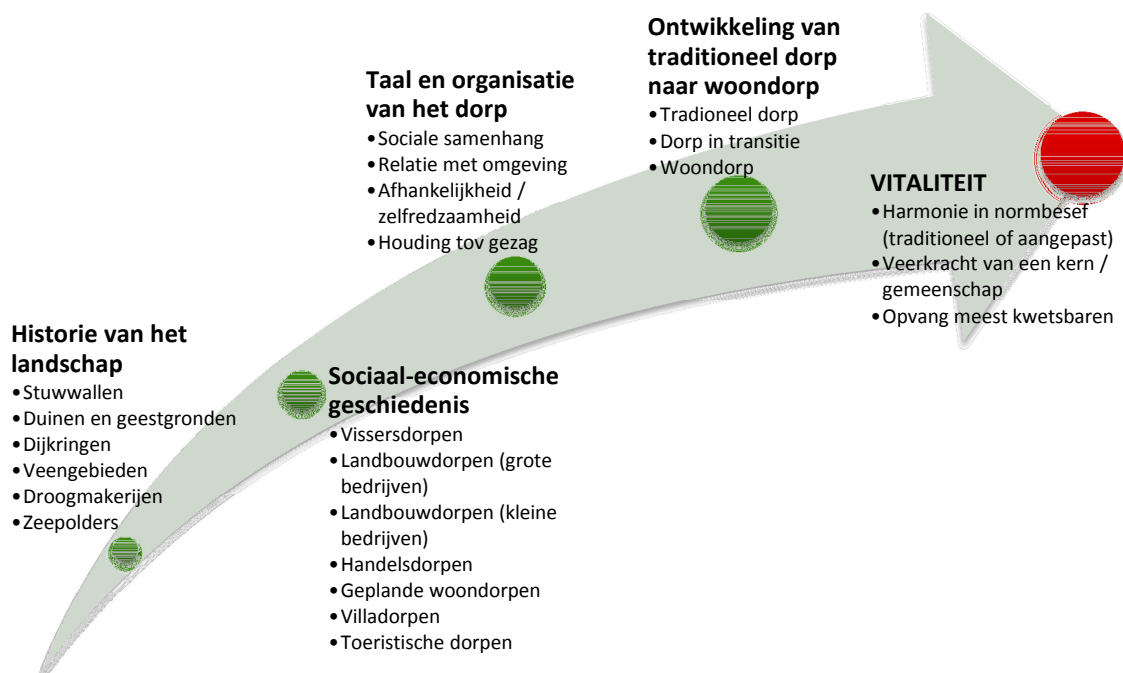 Historie van het
landschap
•Stuwwallen
•Duinen en geestgronden
•Dijkringen
•Veengebieden
•Droogmakerijen
•Zeepolders
Sociaal-economische
geschiedenis
•Vissersdorpen
•Landbouwdorpen (grote
bedrijven)
•Landbouwdorpen (kleine
bedrijven)
•Handelsdorpen
•Geplande woondorpen
•Villadorpen
•Toeristische dorpen
Taal en organisatie
van het dorp
•Sociale samenhang
•Relatie met omgeving
•Afhankelijkheid /
zelfredzaamheid
•Houding tov gezag
Ontwikkeling van
traditioneel dorp
naar woondorp
•Tradioneel dorp
•Dorp in transitie
•Woondorp
VITALITEIT
•Harmonie in normbesef
(traditioneel of aangepast)
•Veerkracht van een kern /
gemeenschap
•Opvang meest kwetsbaren